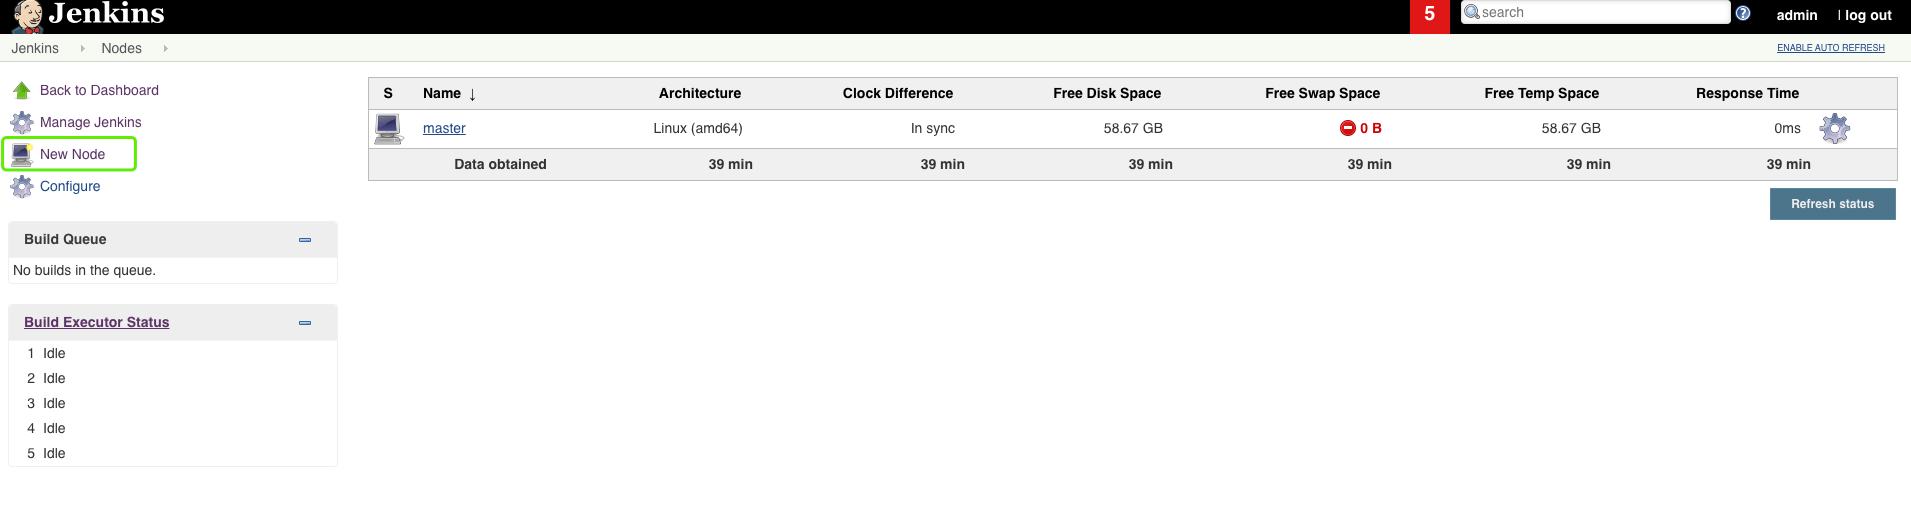 Jenkins
5
search
admin
| log out
Jenkins
Nodes
ENABLE AUTO REFRESH
Back to Dashboard
Manage Jenkins
New Node
Configure
S Name ↓ Architecture Clock Difference Free Disk Space Free Swap Space Free Temp Space Response Time
master Linux (amd64) In sync 58.67 GB 0 B 58.67 GB 0ms
Data obtained 39 min 39 min 39 min 39 min 39 min 39 min
Refresh status
Build Queue
No builds in the queue.
Build Executor Status
1 Idle
2 Idle
3 Idle
4 Idle
5 Idle